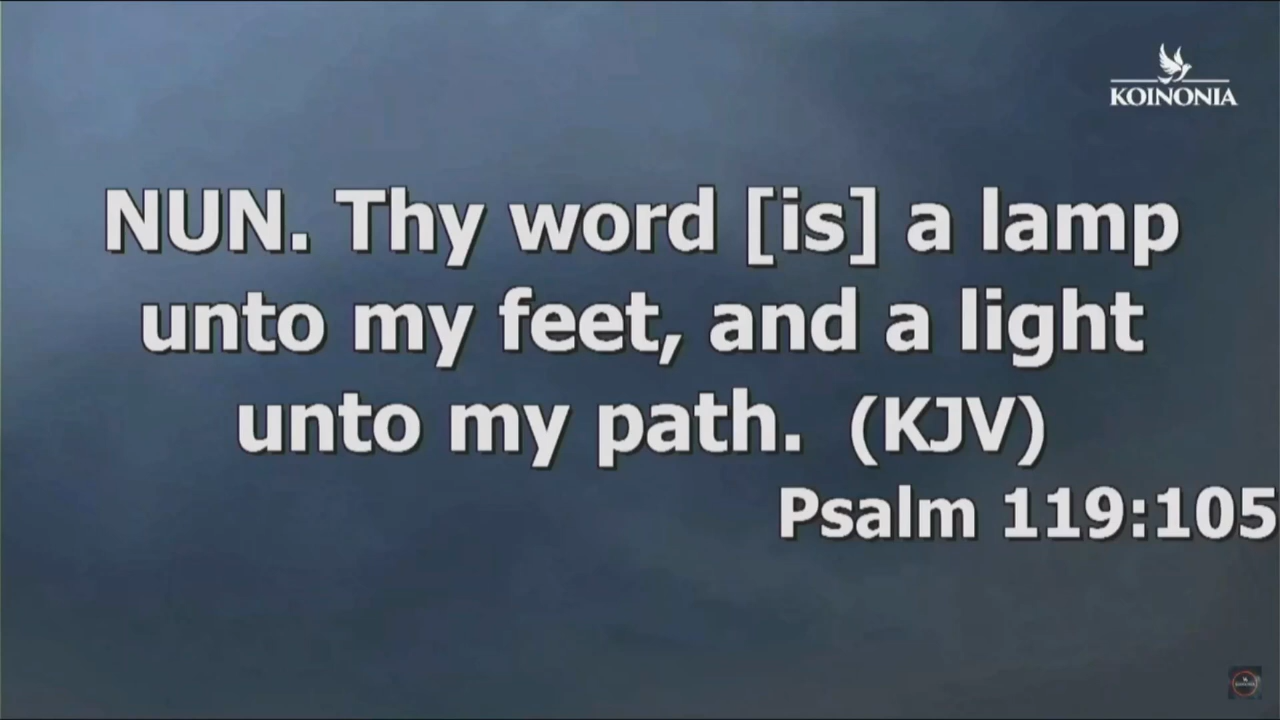 KOINONIA
NUN. Thy word [is] a lamp
unto my feet, and a light
unto my path. (KJV)
Psalm 119:105